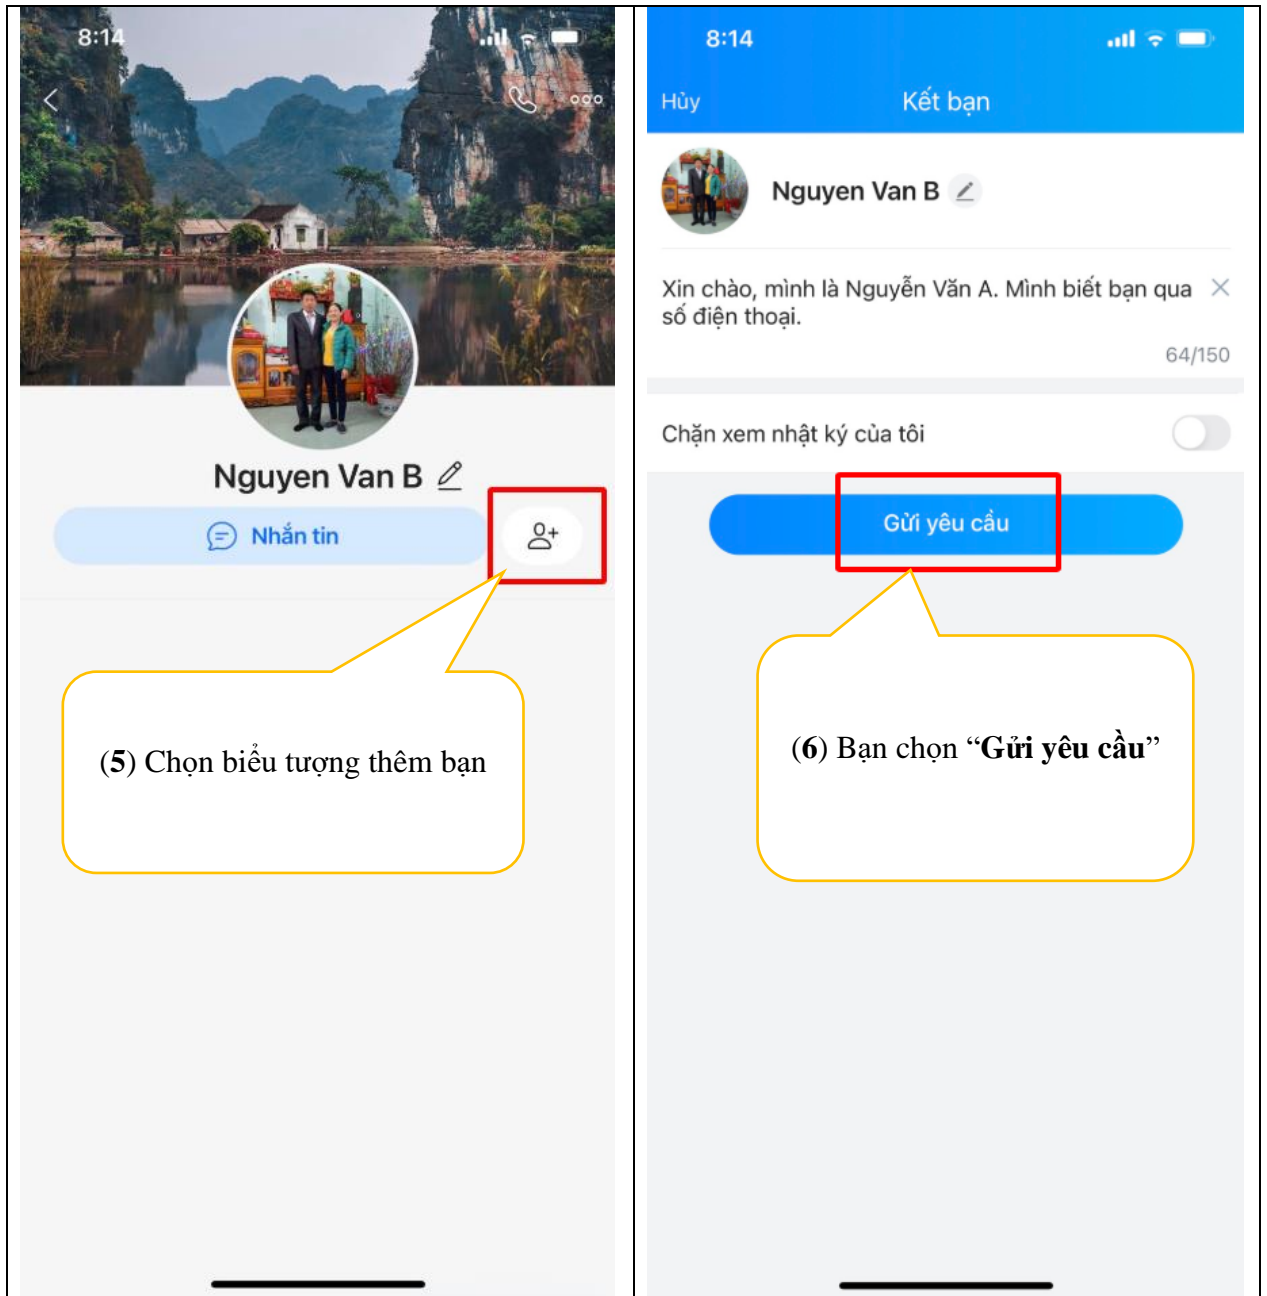 8:14
Nguyen Van B
Nhắn tin
(5) Chọn biểu tượng thêm bạn
8:14
Hủy
Kết bạn
Nguyen Van B
Xin chào, mình là Nguyễn Văn A. Mình biết bạn qua
số điện thoại.
64/150
Chặn xem nhật ký của tôi
Gửi yêu cầu
(6) Bạn chọn “Gửi yêu cầu”